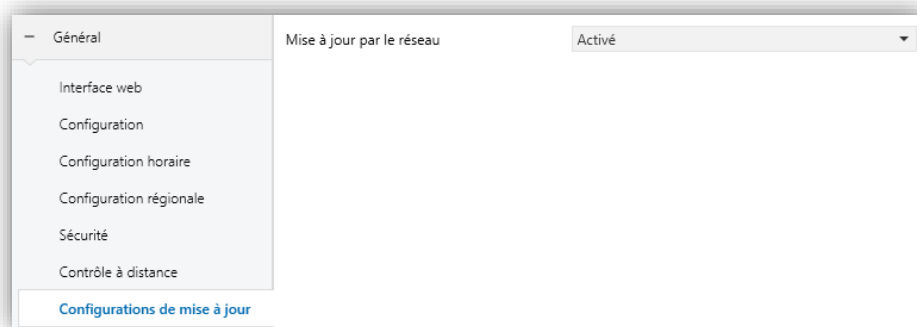 Général
Mise à jour par le réseau
Activé
Interface web
Configuration
Configuration horaire
Configuration régionale
Sécurité
Contrôle à distance
Configurations de mise à jour